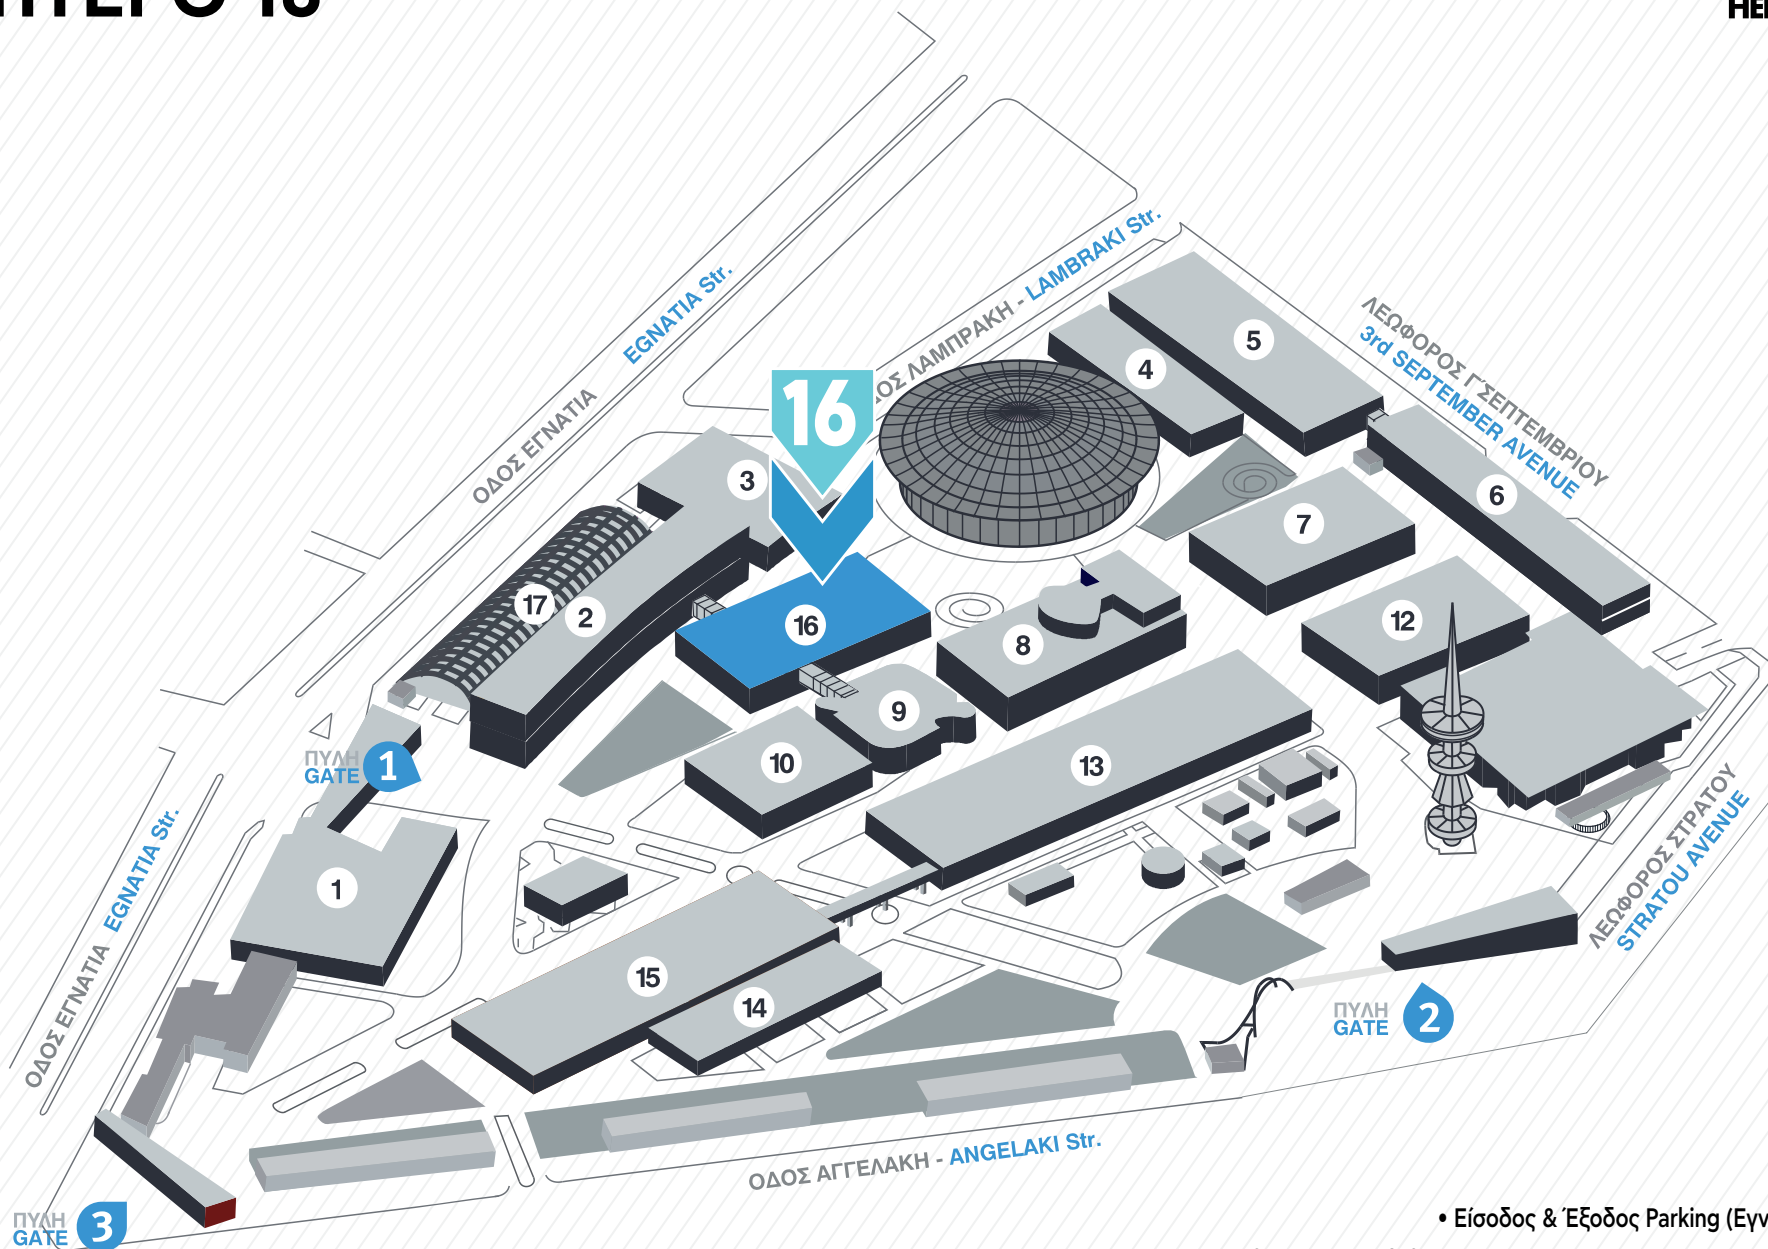 LAMBRAKI Str.
ΟΔΟΣ ΛΑΜΠΡΑΚΗ -
EGNATIA Str.
ΟΔΟΣ ΕΓΝΑΤΙΑ
ΛΕΩΦΟΡΟΣ Γ΄ΣΕΠΤΕΜΒΡΙΟΥ
3rd SEPTEMBER AVENUE
5
4
16
3
6
7
17
2
16
12
8
9
10
13
ΠΥΛΗ
GATE 1
1
EGNATIA Str.
ΟΔΟΣ ΕΓΝΑΤΙΑ
ΛΕΩΦΟΡΟΣ ΣΤΡΑΤΟΥ
STRATOU AVENUE
15
14
ΠΥΛΗ
GATE 2
ΟΔΟΣ ΑΓΓΕΛΑΚΗ - ANGELAKI Str.
ΠΥΛΗ
GATE 3
• Είσοδος & Έξοδος Parking (Εγν